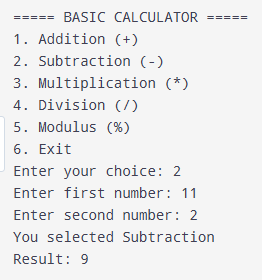 ===== BASIC CALCULATOR =====
1. Addition (+)
2. Subtraction (-)
3. Multiplication (*)
4. Division (/)
5. Modulus (%)
6. Exit
Enter your choice: 2
Enter first number: 11
Enter second number: 2
You selected Subtraction
Result: 9